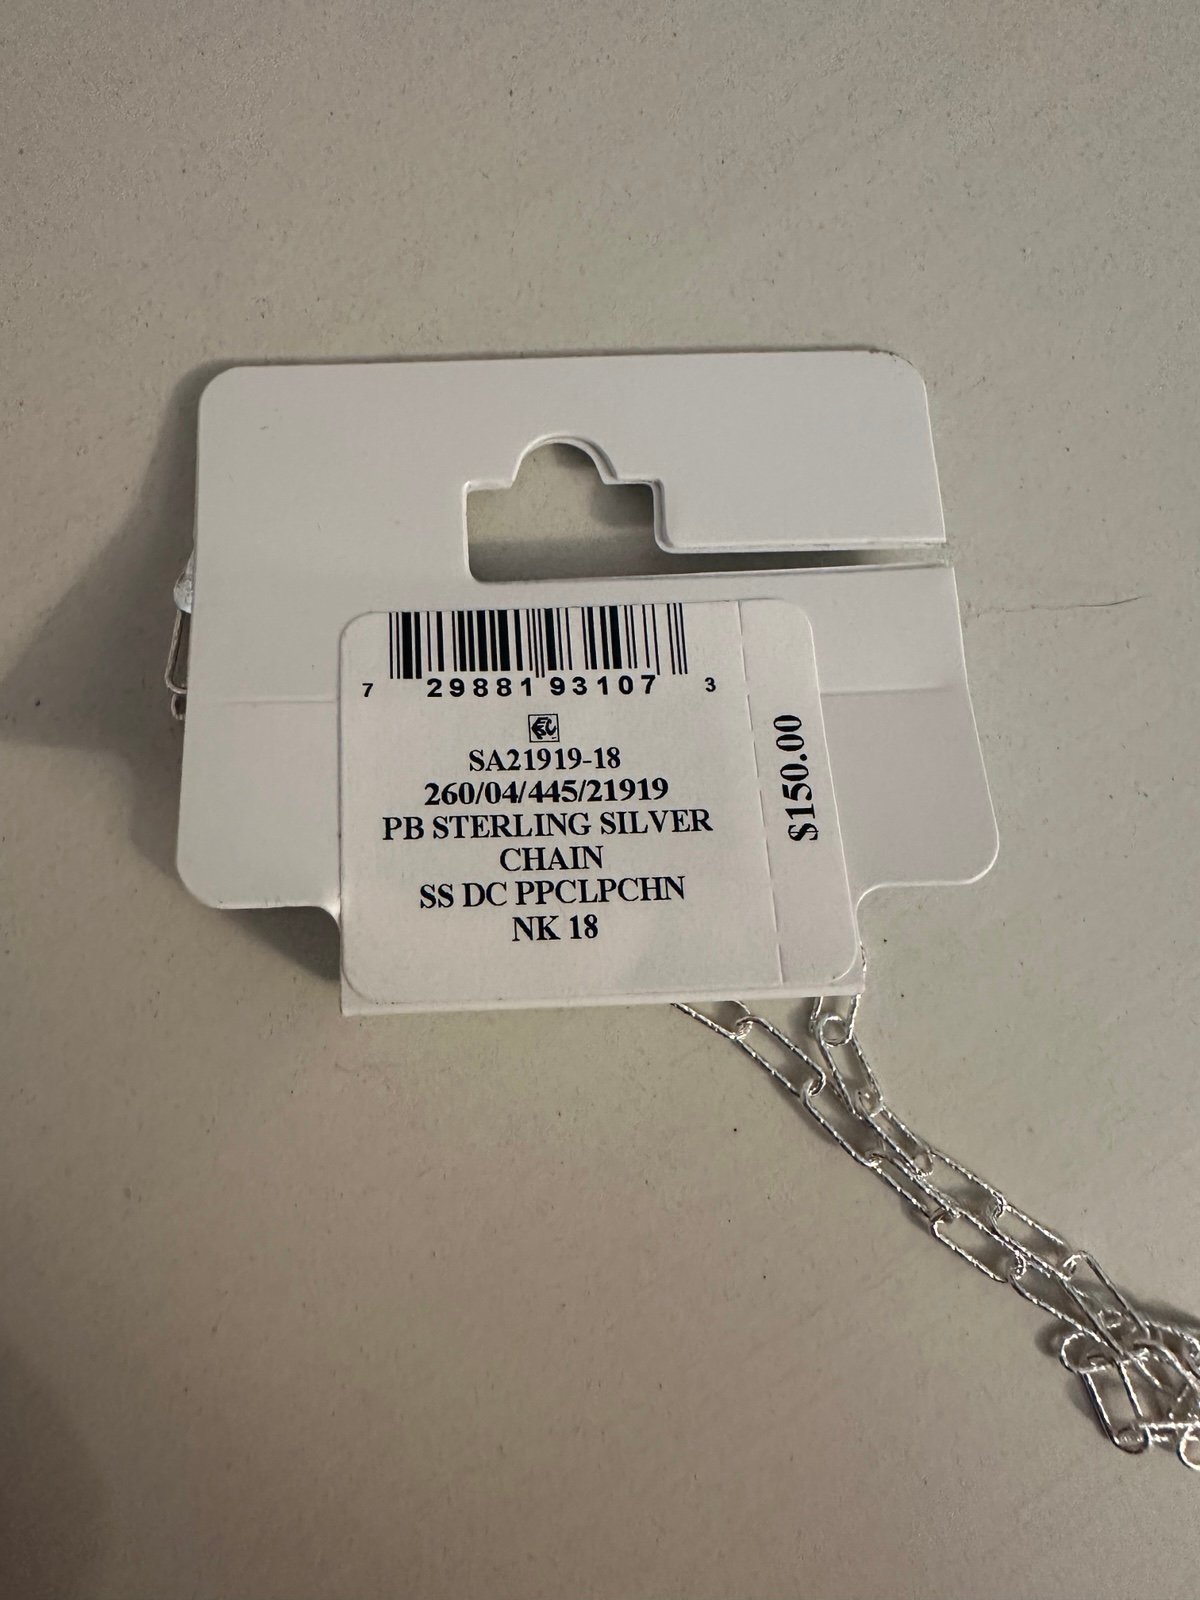 7 29881 93107 3
SA21919-18
260/04/445/21919
PB STERLING SILVER
CHAIN
SS DC PPCLPCHN
NK 18
$150.00